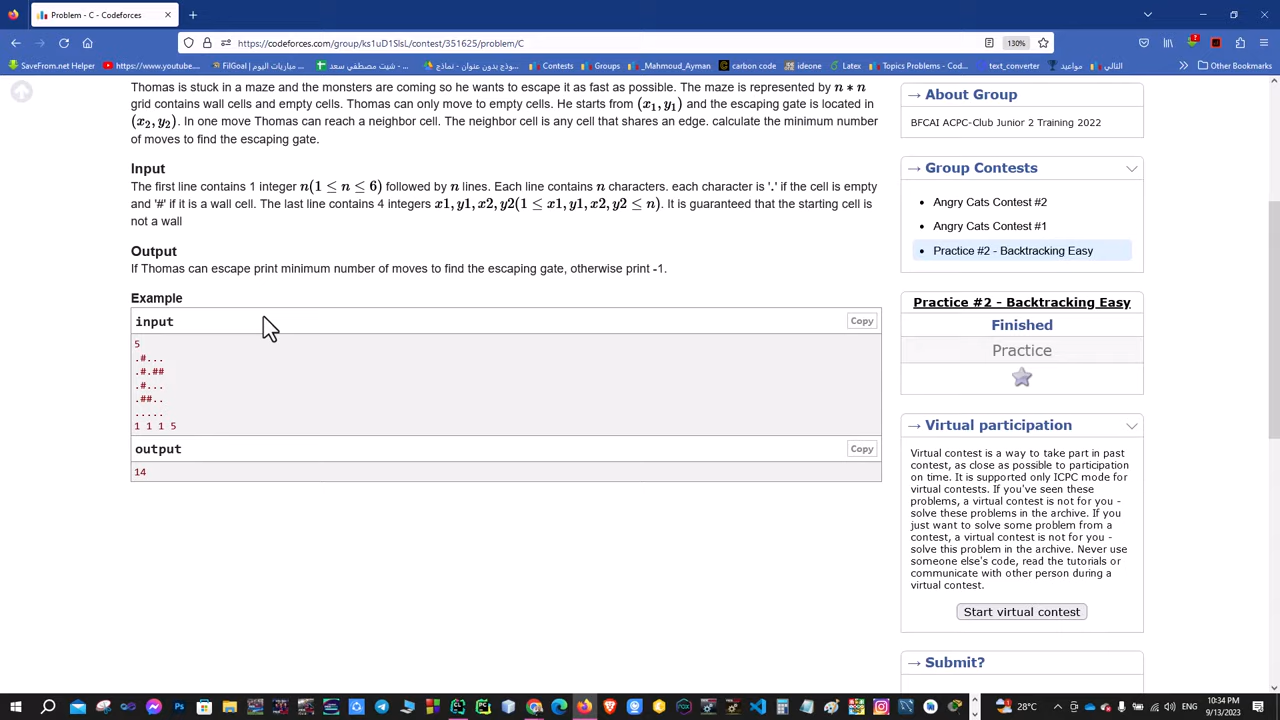 Problem - C - Codeforces
https://codeforces.com/group/ks1uD1SlsL/contest/351625/problem/C
130%
SaveFrom.net Helper
https://www.youtube...
FilGoal | مباريات اليوم
Contests
Groups
_Mahmoud_Ayman
carbon code
ideone
Latex
Topics Problems - Co...
text_converter
التالي
Other Bookmarks
Thomas is stuck in a maze and the monsters are coming so he wants to escape it as fast as possible. The maze is represented by n * n
grid contains wall cells and empty cells. Thomas can only move to empty cells. He starts from (x1, y1) and the escaping gate is located in
(x2, y2). In one move Thomas can reach a neighbor cell. The neighbor cell is any cell that shares an edge. calculate the minimum number
of moves to find the escaping gate.
Input
The first line contains 1 integer n(1 ≤ n ≤ 6) followed by n lines. Each line contains n characters. each character is '.' if the cell is empty
and '#' if it is a wall cell. The last line contains 4 integers x1, y1, x2, y2(1 ≤ x1, y1, x2, y2 ≤ n). It is guaranteed that the starting cell is
not a wall
Output
If Thomas can escape print minimum number of moves to find the escaping gate, otherwise print -1.
Example
input
Copy
5
.#...
.#.##
.#...
.##..
.....
1 1 1 5
output
Copy
14
→ About Group
BFCAI ACPC-Club Junior 2 Training 2022
→ Group Contests
Angry Cats Contest #2
Angry Cats Contest #1
Practice #2 - Backtracking Easy
Practice #2 - Backtracking Easy
Finished
Practice
→ Virtual participation
Virtual contest is a way to take part in past
contest, as close as possible to participation
on time. It is supported only ICPC mode for
virtual contests. If you've seen these
problems, a virtual contest is not for you -
solve these problems in the archive. If you
just want to solve some problem from a
contest, a virtual contest is not for you -
solve this problem in the archive. Never use
someone else's code, read the tutorials or
communicate with other person during a
virtual contest.
Start virtual contest
→ Submit?
28°C
ENG
10:34 PM
9/13/2023